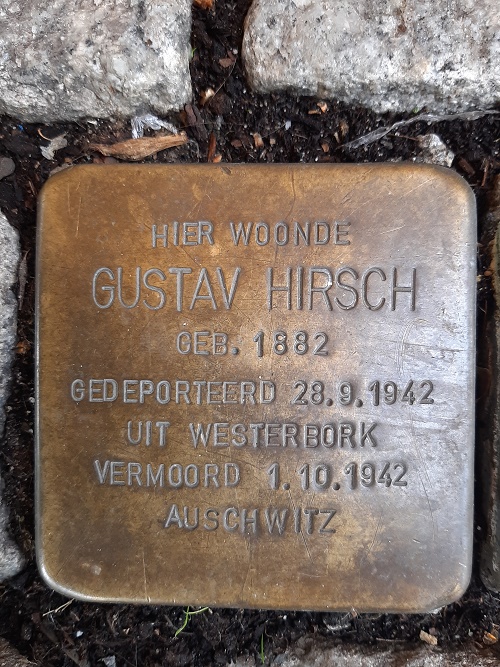 HIER WOONDE
GUSTAV HIRSCH
GEB. 1882
GEDEPORTEERD 28.9.1942
UIT WESTERBORK
VERMOORD 1.10.1942
AUSCHWITZ